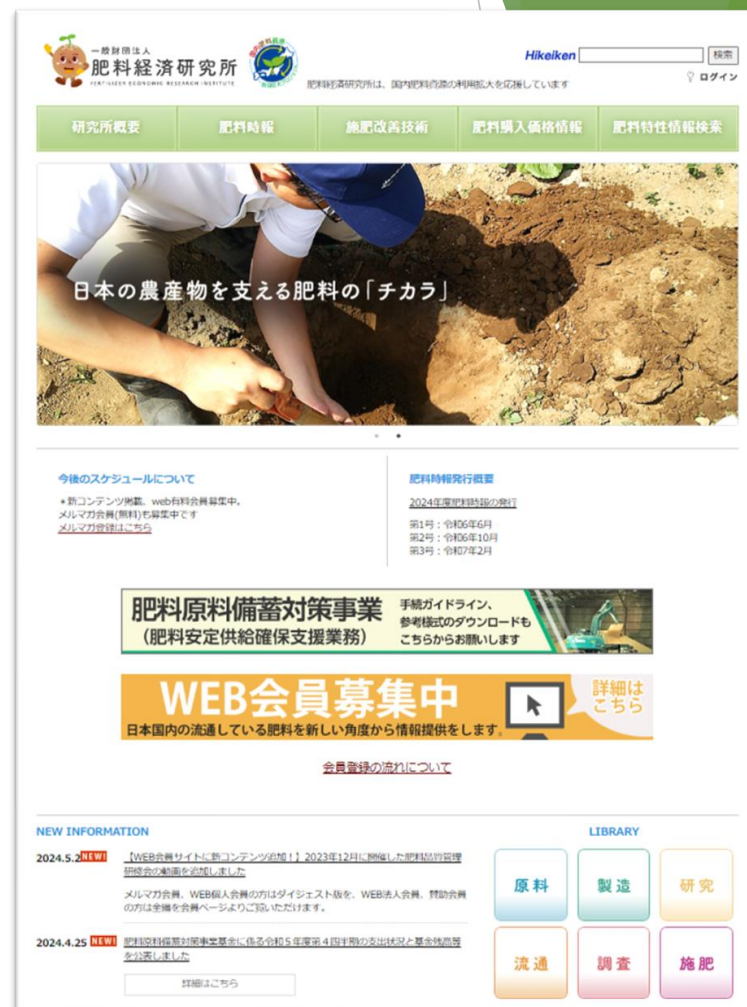 一般財団法人
肥料経済研究所
FERTILIZER ECONOMIC RESEARCH INSTITUTE
Hikeiken
検索
肥料経済研究所は、国内肥料資源の利用拡大を応援しています
ログイン
研究所概要
肥料時報
施肥改善技術
肥料購入価格情報
肥料特性情報検索
日本の農産物を支える肥料の「チカラ」
今後のスケジュールについて
*新コンテンツ掲載、web有料会員募集中。
メルマガ会員(無料)も募集中です
メルマガ登録はこちら
肥料時報発行概要
2024年度肥料時報の発行
第1号:令和6年6月
第2号:令和6年10月
第3号:令和7年2月
肥料原料備蓄対策事業
(肥料安定供給確保支援業務)
手続ガイドライン、
参考様式のダウンロードも
こちらからお願いします
WEB会員募集中
日本国内の流通している肥料を新しい角度から情報提供をします。
詳細は
こちら
会員登録の流れについて
NEW INFORMATION
2024.5.2 NEW! 【WEB会員サイトに新コンテンツ追加!】2023年12月に開催した肥料品質管理
研修会の動画を追加しました
メルマガ会員、WEB個人会員の方はダイジェスト版を、WEB法人会員、賛助会員
の方は全編を会員ページよりご覧いただけます。
2024.4.25 NEW! 肥料原料備蓄対策事業基金に係る令和5年度第4四半期の支出状況と基金残高等
を公表しました
詳細はこちら
LIBRARY
原料
製造
研究
流通
調査
施肥